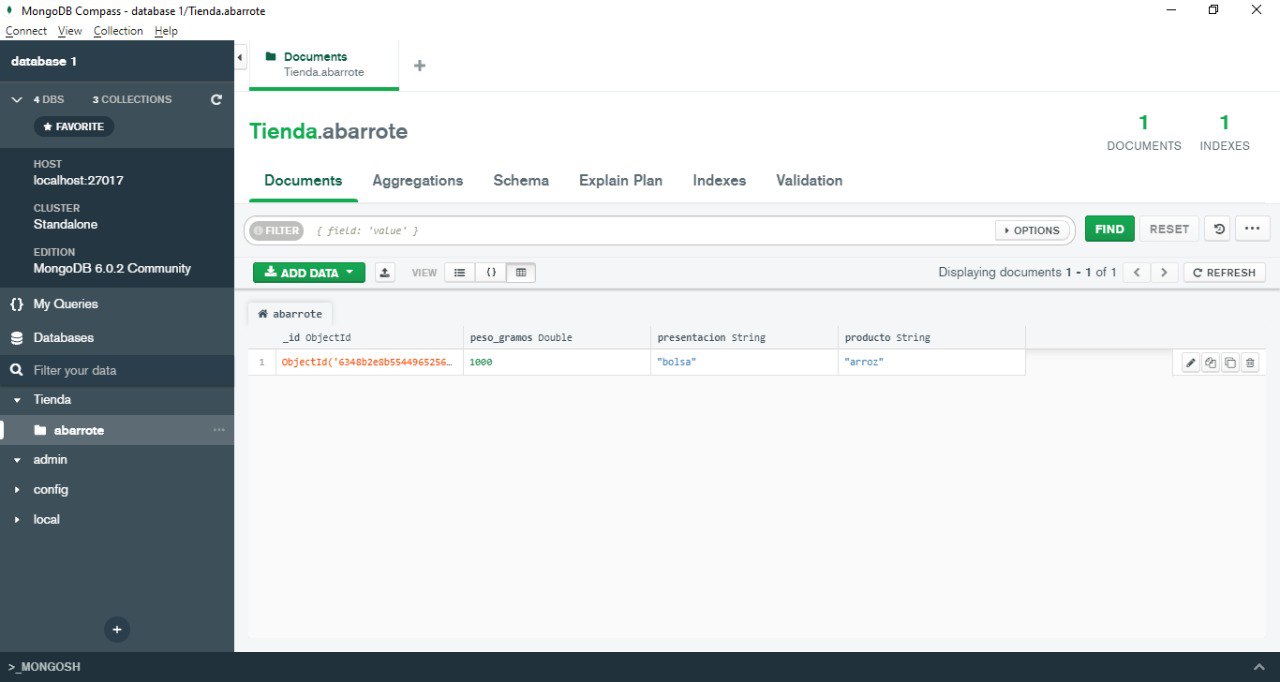 MongoDB Compass - database 1/Tienda.abarrote
Connect View Collection Help
database 1
4 DBS 3 COLLECTIONS
FAVORITE
HOST
localhost:27017
CLUSTER
Standalone
EDITION
MongoDB 6.0.2 Community
{} My Queries
Databases
Filter your data
Tienda
abarrote ...
admin
config
local
+
Documents
Tienda.abarrote
+
Tienda.abarrote
1 DOCUMENTS
1 INDEXES
Documents Aggregations Schema Explain Plan Indexes Validation
FILTER { field: 'value' } OPTIONS FIND RESET ...
ADD DATA VIEW {} Displaying documents 1 - 1 of 1 < > REFRESH
abarrote
_id ObjectId peso_gramos Double presentacion String producto String
1 ObjectId('6348b2e8b5544965256… 1000 "bolsa" "arroz"
>_MONGOSH